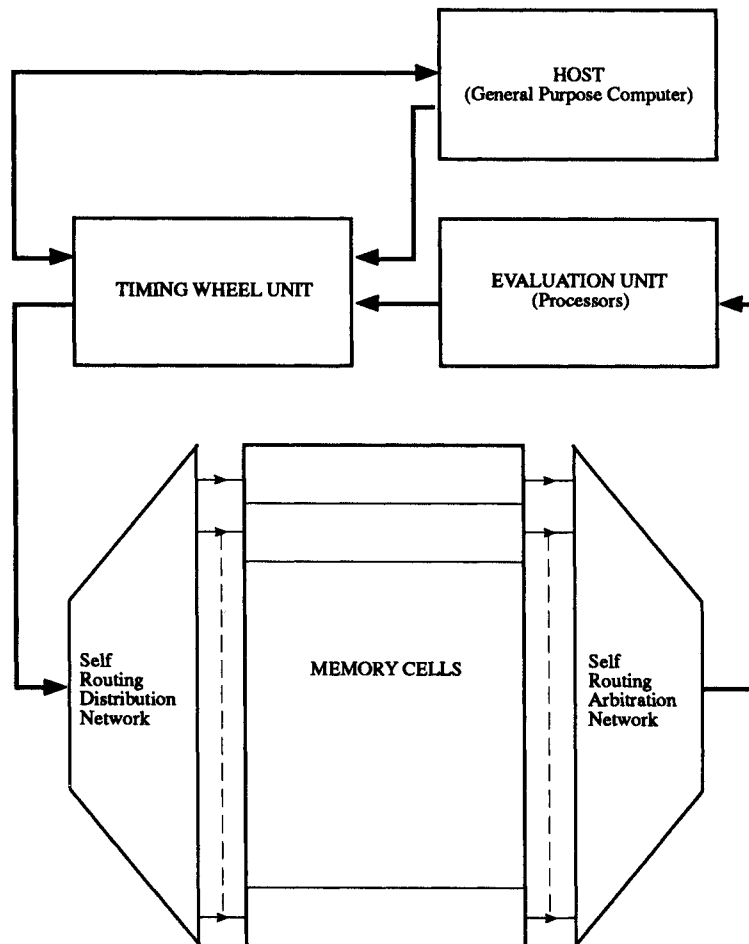 HOST
(General Purpose Computer)
TIMING WHEEL UNIT
EVALUATION UNIT
(Processors)
Self
Routing
Distribution
Network
MEMORY CELLS
Self
Routing
Arbitration
Network